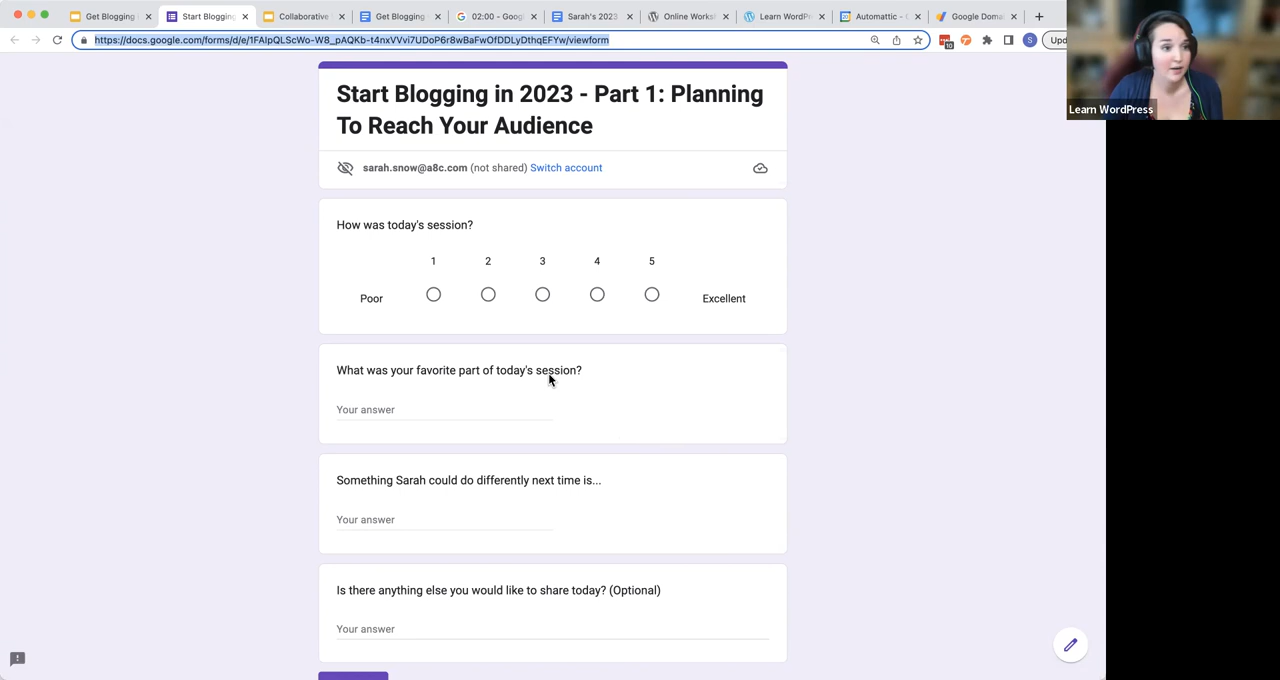 Get Blogging
Start Blogging
Collaborative
Get Blogging
02:00 - Goog
Sarah's 2023
Online Works
Learn WordPr
Automattic -
Google Doma
https://docs.google.com/forms/d/e/1FAIpQLScWo-W8_pAQKb-t4nxVVvi7UDoP6r8wBaFwOfDDLyDthqEFYw/viewform
10
S
Upd
Learn WordPress
Start Blogging in 2023 - Part 1: Planning
To Reach Your Audience
sarah.snow@a8c.com (not shared) Switch account
How was today's session?
1 2 3 4 5
Poor Excellent
What was your favorite part of today's session?
Your answer
Something Sarah could do differently next time is...
Your answer
Is there anything else you would like to share today? (Optional)
Your answer